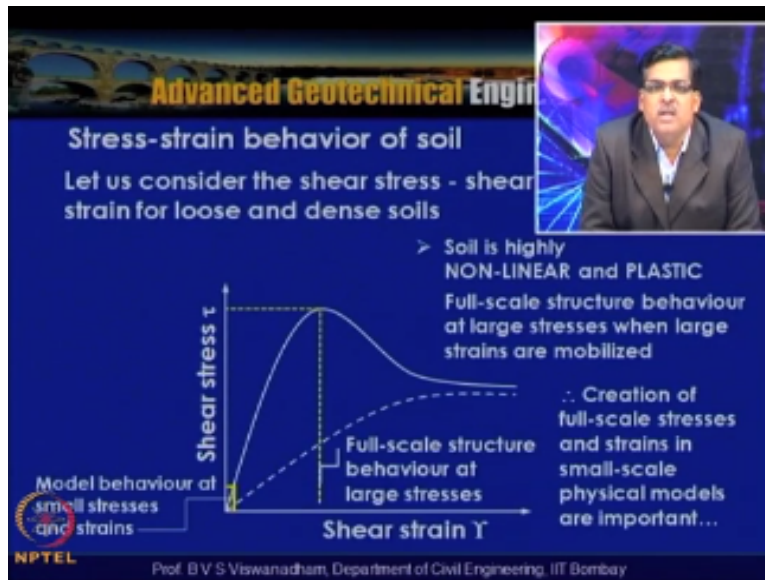 Advanced Geotechnical Engin
Stress-strain behavior of soil
Let us consider the shear stress - shear
strain for loose and dense soils
➢ Soil is highly
NON-LINEAR and PLASTIC
Full-scale structure behaviour
at large stresses when large
strains are mobilized
∴ Creation of
full-scale stresses
and strains in
small-scale
physical models
are important...
Shear stress τ
Full-scale structure
behaviour at
large stresses
Model behaviour at
small stresses
and strains
Shear strain ϒ
NPTEL
Prof. B V S Viswanadham, Department of Civil Engineering, IIT Bombay